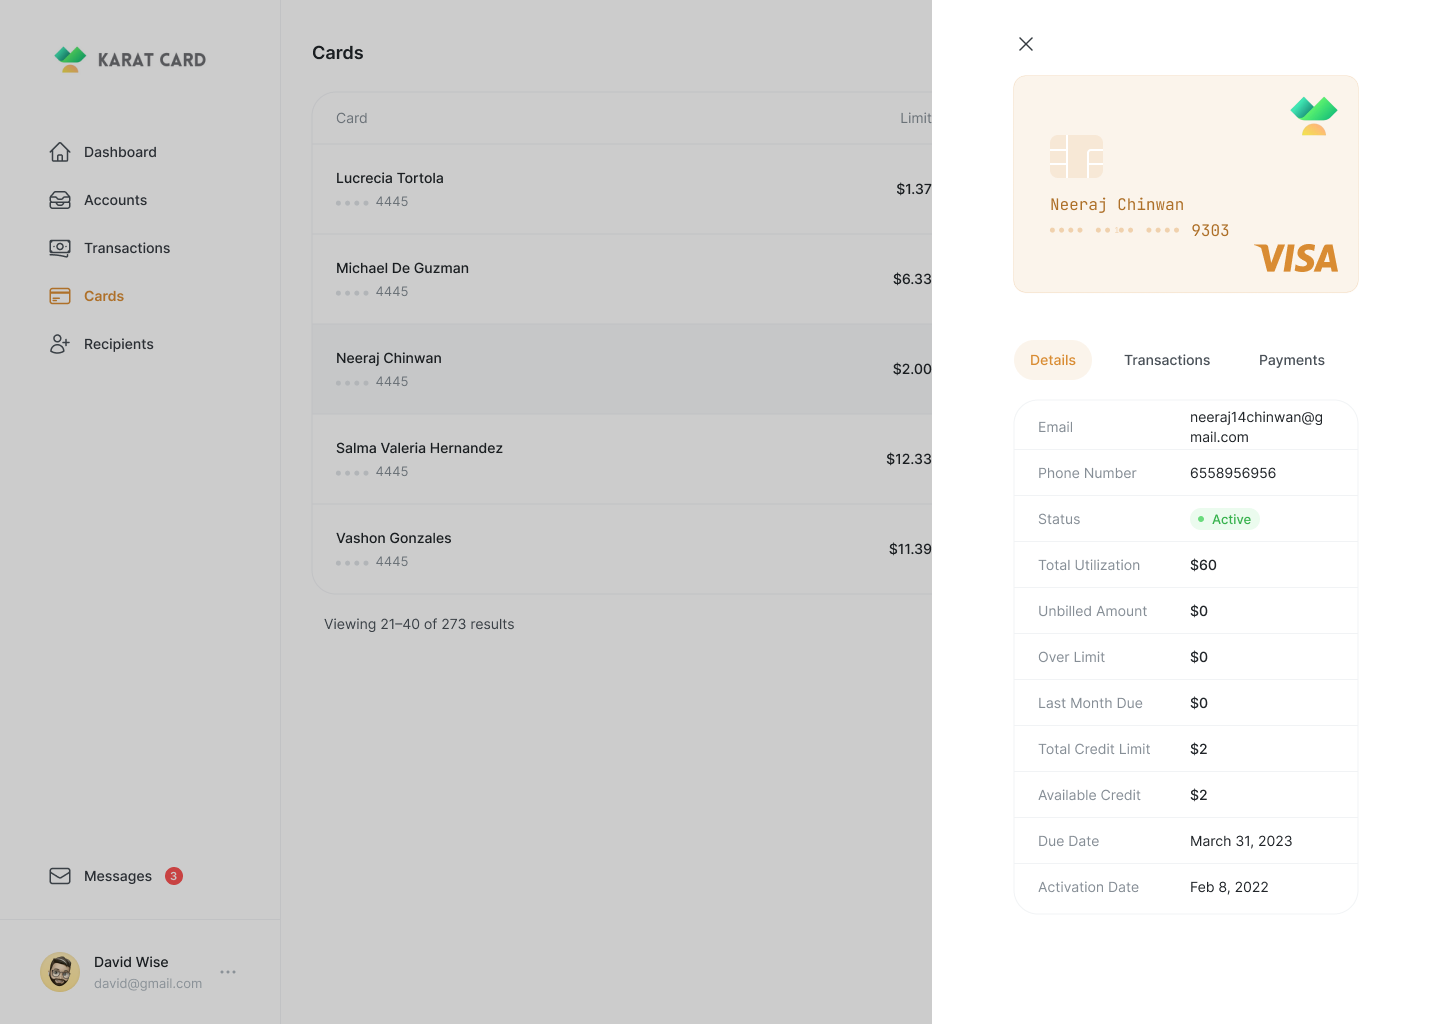 KARAT CARD
Dashboard
Accounts
Transactions
Cards
Recipients
Messages 3
David Wise
david@gmail.com
Cards
Card Limit
Lucrecia Tortola
4445
$1.37
Michael De Guzman
4445
$6.33
Neeraj Chinwan
4445
$2.00
Salma Valeria Hernandez
4445
$12.33
Vashon Gonzales
4445
$11.39
Viewing 21–40 of 273 results
Neeraj Chinwan
9303
VISA
Details Transactions Payments
Email neeraj14chinwan@g
mail.com
Phone Number 6558956956
Status Active
Total Utilization $60
Unbilled Amount $0
Over Limit $0
Last Month Due $0
Total Credit Limit $2
Available Credit $2
Due Date March 31, 2023
Activation Date Feb 8, 2022